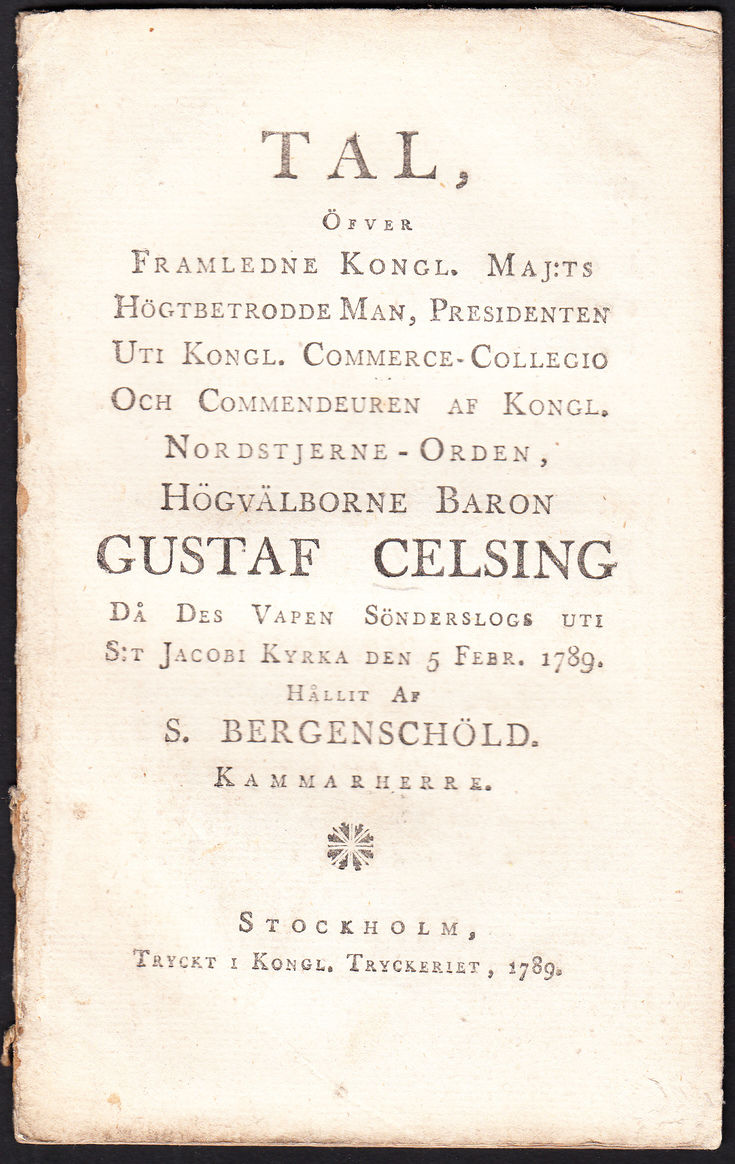 TAL,
ÖFVER
FRAMLEDNE KONGL. MAJ:TS
HÖGTBETRODDE MAN, PRESIDENTEN
UTI KONGL. COMMERCE-COLLEGIO
OCH COMMENDEUREN AF KONGL.
NORDSTJERNE-ORDEN,
HÖGVÄLBORNE BARON
GUSTAF CELSING
DÅ DES VAPEN SÖNDERSLOGS UTI
S:T JACOBI KYRKA DEN 5 FEBR. 1789.
HÅLLIT AF
S. BERGENSCHÖLD.
KAMMARHERRE.
STOCKHOLM,
TRYCKT I KONGL. TRYCKERIET, 1789.